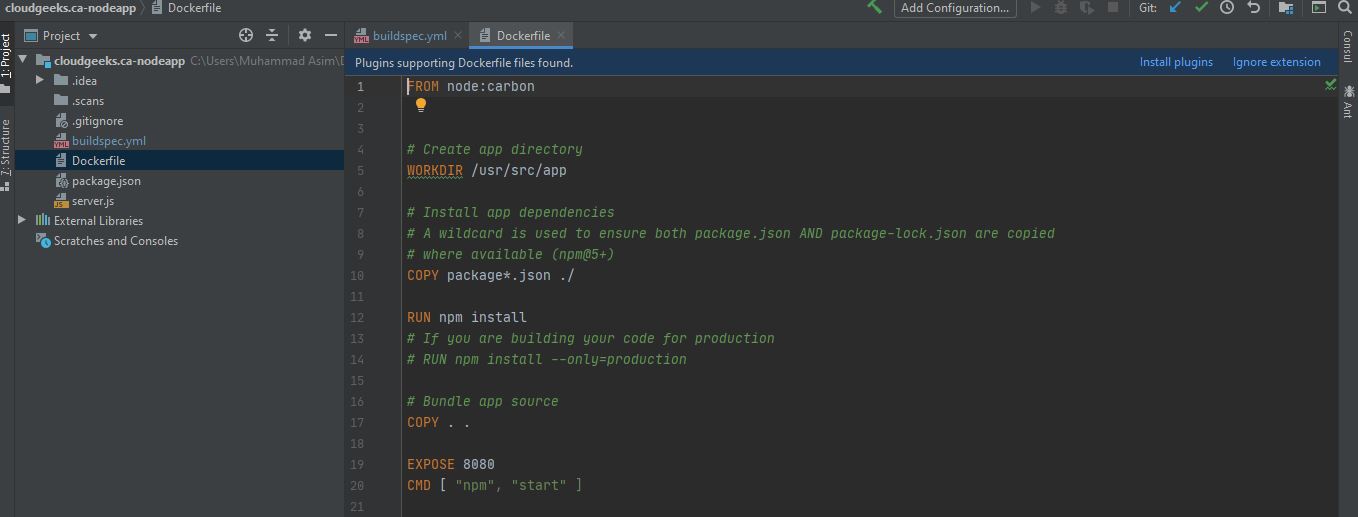 cloudgeeks.ca-nodeapp Dockerfile
Add Configuration...
Git:
1: Project
7: Structure
Project
cloudgeeks.ca-nodeapp C:\Users\Muhammad Asim\D
.idea
.scans
.gitignore
buildspec.yml
Dockerfile
package.json
server.js
External Libraries
Scratches and Consoles
buildspec.yml
Dockerfile
Plugins supporting Dockerfile files found.
Install plugins
Ignore extension
1 FROM node:carbon
2
3
4 # Create app directory
5 WORKDIR /usr/src/app
6
7 # Install app dependencies
8 # A wildcard is used to ensure both package.json AND package-lock.json are copied
9 # where available (npm@5+)
10 COPY package*.json ./
11
12 RUN npm install
13 # If you are building your code for production
14 # RUN npm install --only=production
15
16 # Bundle app source
17 COPY . .
18
19 EXPOSE 8080
20 CMD [ "npm", "start" ]
21
Consul
Ant